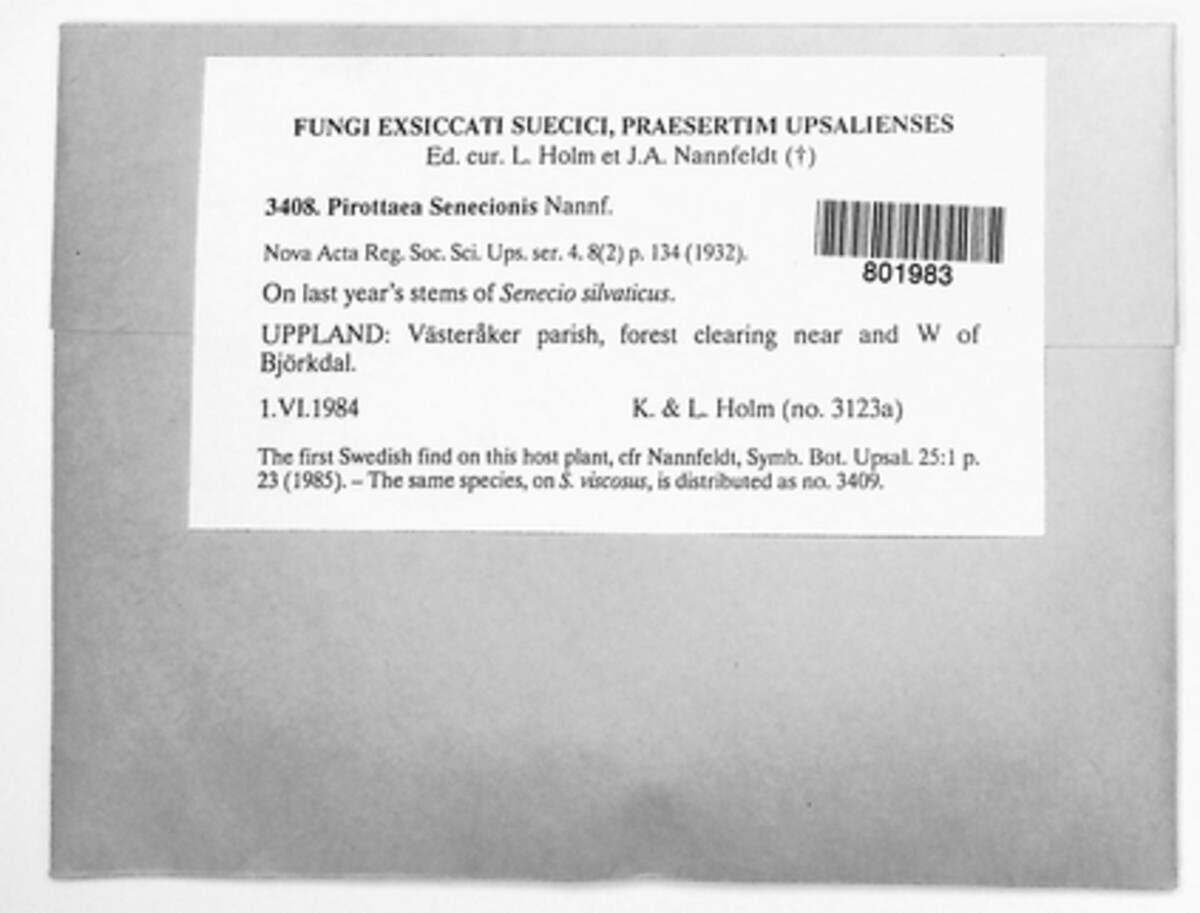 FUNGI EXSICCATI SUECICI, PRAESERTIM UPSALIENSES
Ed. cur. L. Holm et J.A. Nannfeldt (†)
3408. Pirottaea Senecionis Nannf.
Nova Acta Reg. Soc. Sci. Ups. ser. 4. 8(2) p. 134 (1932).
801983
On last year's stems of Senecio silvaticus.
UPPLAND: Västeråker parish, forest clearing near and W of
Björkdal.
1.VI.1984 K. & L. Holm (no. 3123a)
The first Swedish find on this host plant, cfr Nannfeldt, Symb. Bot. Upsal. 25:1 p.
23 (1985). – The same species, on S. viscosus, is distributed as no. 3409.